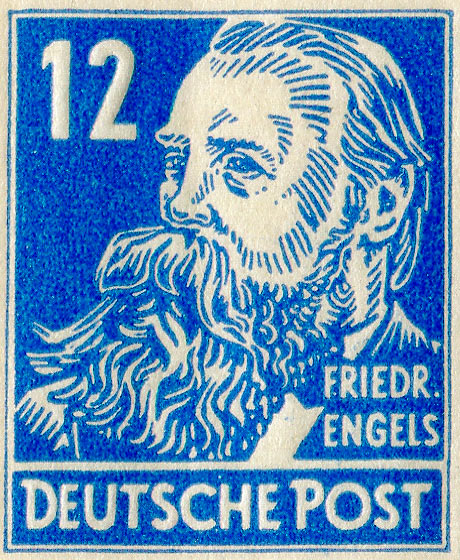 12
FRIEDR.
ENGELS
DEUTSCHE POST